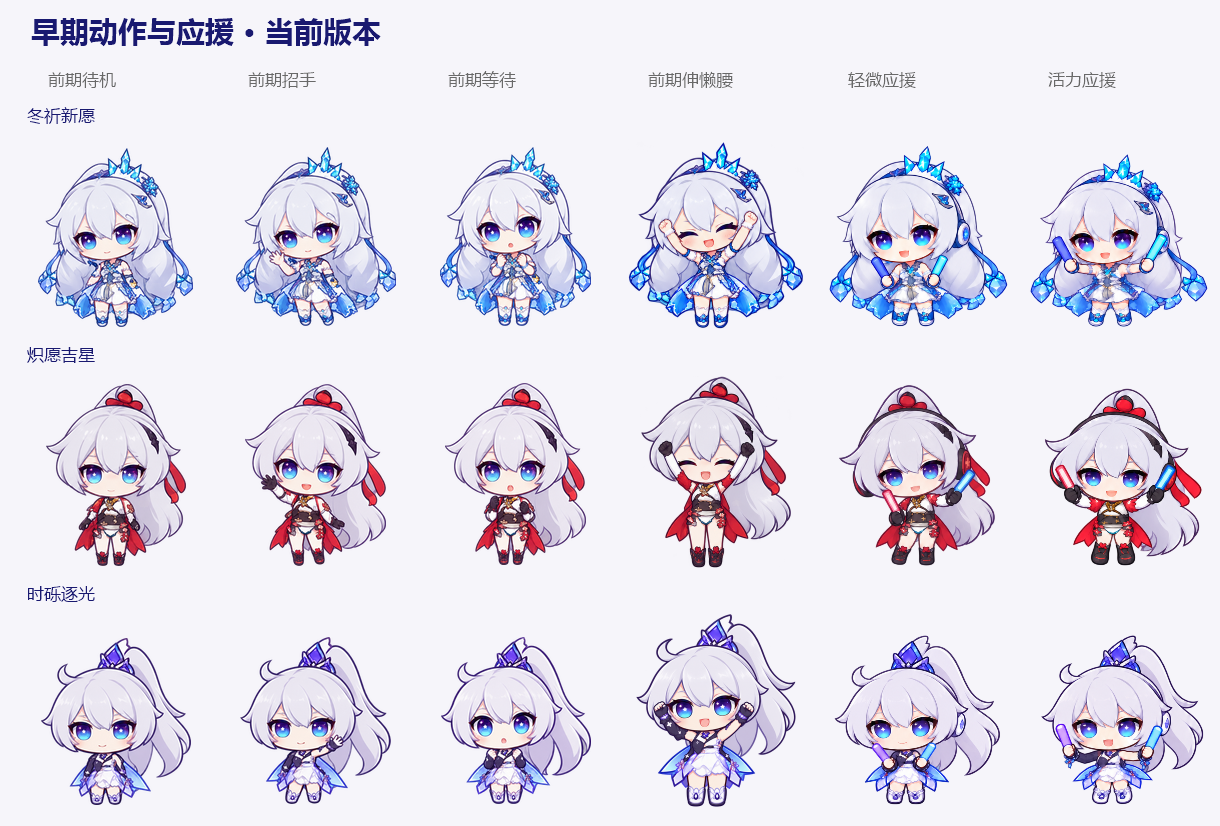 早期动作与应援 • 当前版本
前期待机 前期招手 前期等待 前期伸懒腰 轻微应援 活力应援
冬祈新愿
炽愿吉星
时砾逐光